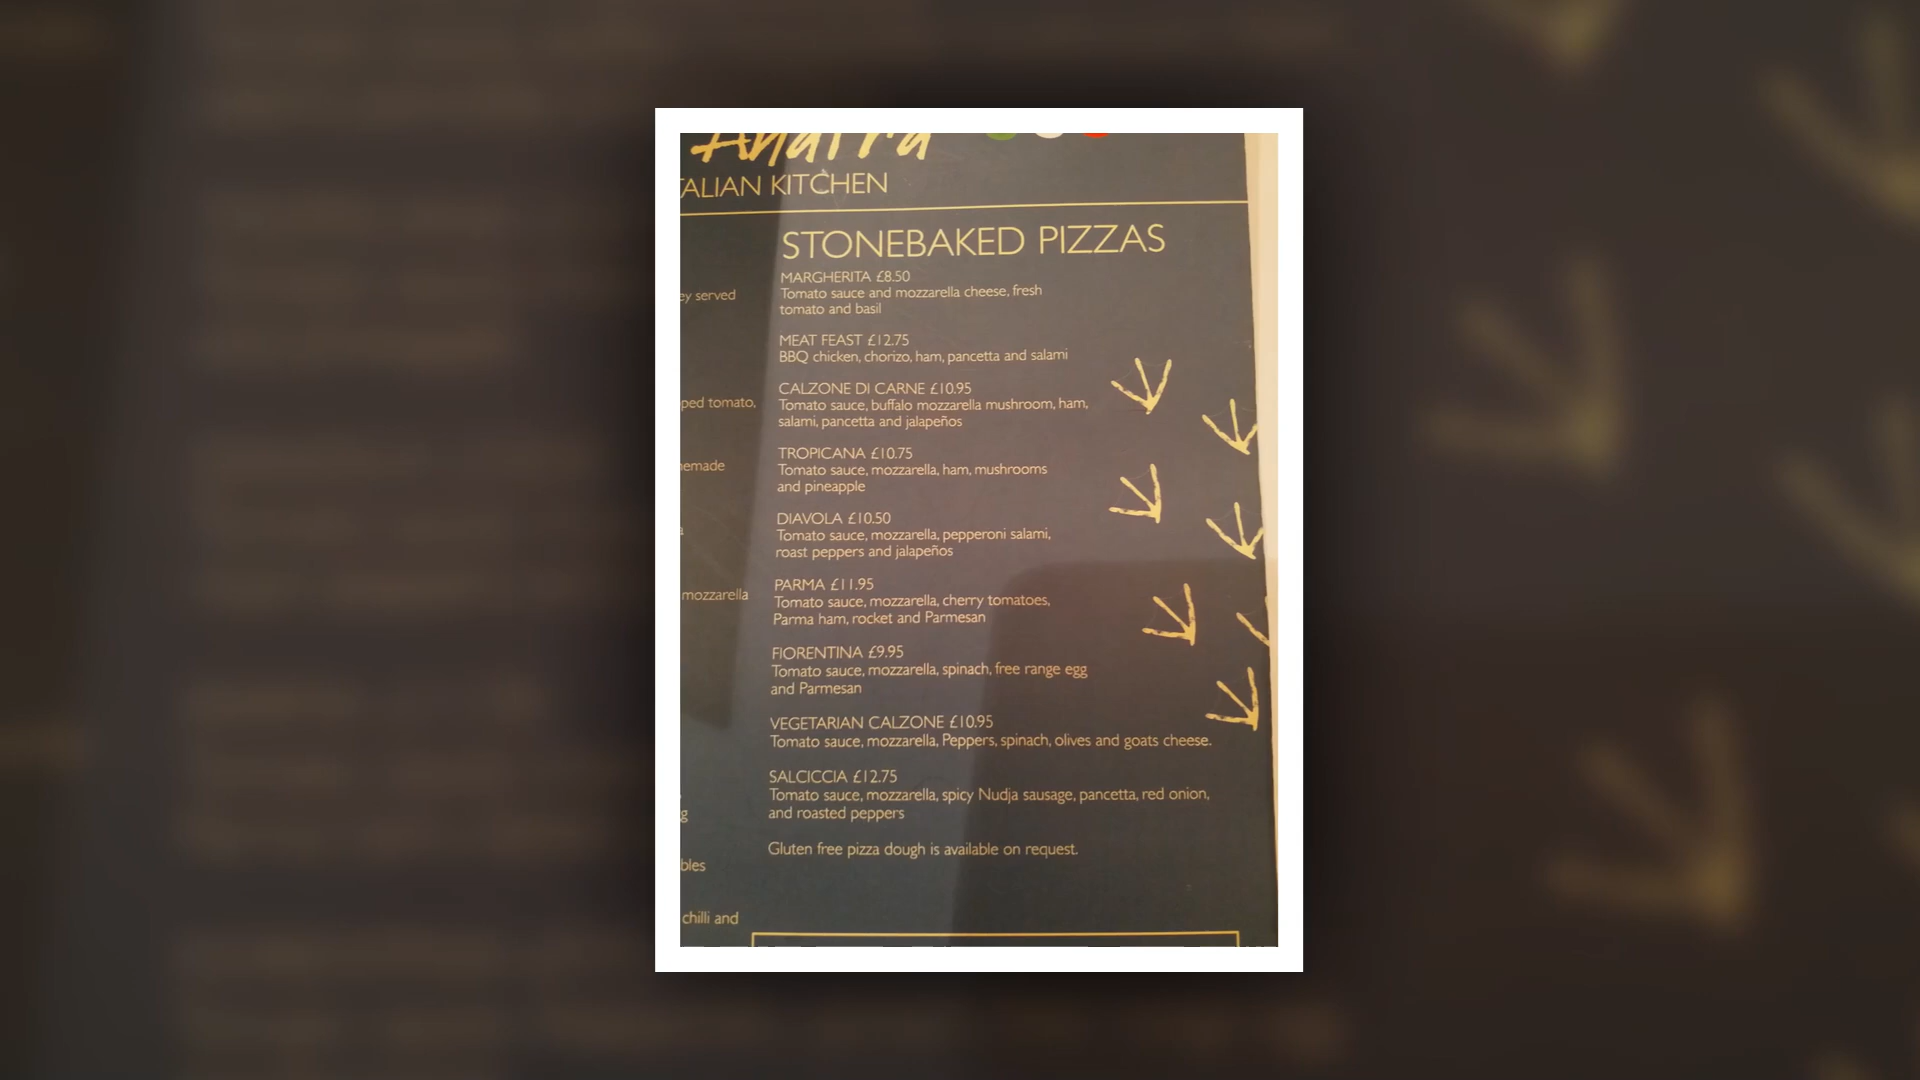 Anatra
TALIAN KITCHEN
STONEBAKED PIZZAS
MARGHERITA £8.50
Tomato sauce and mozzarella cheese, fresh
tomato and basil
MEAT FEAST £12.75
BBQ chicken, chorizo, ham, pancetta and salami
CALZONE DI CARNE £10.95
Tomato sauce, buffalo mozzarella mushroom, ham,
salami, pancetta and jalapeños
TROPICANA £10.75
Tomato sauce, mozzarella, ham, mushrooms
and pineapple
DIAVOLA £10.50
Tomato sauce, mozzarella, pepperoni salami,
roast peppers and jalapeños
PARMA £11.95
Tomato sauce, mozzarella, cherry tomatoes,
Parma ham, rocket and Parmesan
FIORENTINA £9.95
Tomato sauce, mozzarella, spinach, free range egg
and Parmesan
VEGETARIAN CALZONE £10.95
Tomato sauce, mozzarella, Peppers, spinach, olives and goats cheese.
SALCICCIA £12.75
Tomato sauce, mozzarella, spicy Nudja sausage, pancetta, red onion,
and roasted peppers
Gluten free pizza dough is available on request.
ey served
ped tomato,
emade
mozzarella
g
bles
chilli and